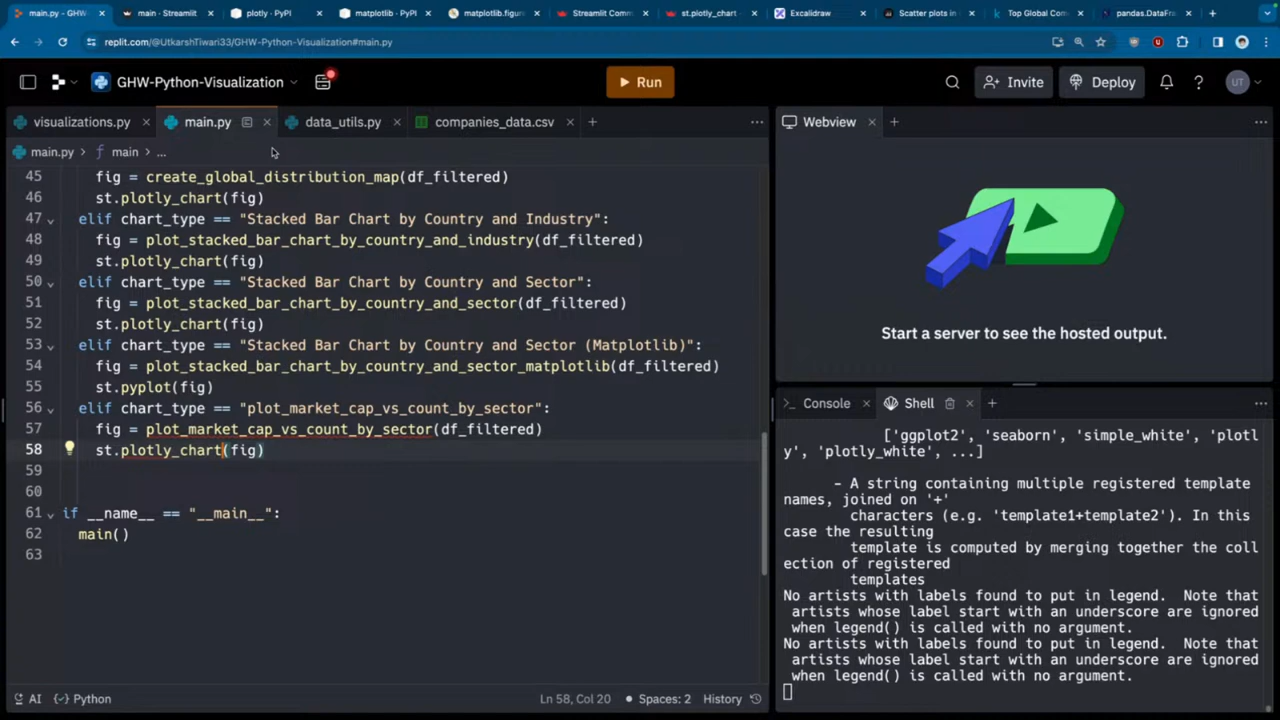 main.py - GHW
main · Streamlit
plotly · PyPI
matplotlib · PyPI
matplotlib.figur
Streamlit Comm
st.plotly_chart
Excalidraw
Scatter plots in
Top Global Com
pandas.DataFra
replit.com/@UtkarshTiwari33/GHW-Python-Visualization#main.py
GHW-Python-Visualization
Run
Invite
Deploy
UT
visualizations.py
main.py
data_utils.py
companies_data.csv
Webview
main.py > main > ...
45 fig = create_global_distribution_map(df_filtered)
46 st.plotly_chart(fig)
47 elif chart_type == "Stacked Bar Chart by Country and Industry":
48 fig = plot_stacked_bar_chart_by_country_and_industry(df_filtered)
49 st.plotly_chart(fig)
50 elif chart_type == "Stacked Bar Chart by Country and Sector":
51 fig = plot_stacked_bar_chart_by_country_and_sector(df_filtered)
52 st.plotly_chart(fig)
53 elif chart_type == "Stacked Bar Chart by Country and Sector (Matplotlib)":
54 fig = plot_stacked_bar_chart_by_country_and_sector_matplotlib(df_filtered)
55 st.pyplot(fig)
56 elif chart_type == "plot_market_cap_vs_count_by_sector":
57 fig = plot_market_cap_vs_count_by_sector(df_filtered)
58 st.plotly_chart(fig)
59
60
61 if __name__ == "__main__":
62 main()
63
Start a server to see the hosted output.
Console
Shell
['ggplot2', 'seaborn', 'simple_white', 'plotl
y', 'plotly_white', ...]
- A string containing multiple registered template
names, joined on '+'
characters (e.g. 'template1+template2'). In this
case the resulting
template is computed by merging together the coll
ection of registered
templates
No artists with labels found to put in legend. Note that
artists whose label start with an underscore are ignored
when legend() is called with no argument.
No artists with labels found to put in legend. Note that
artists whose label start with an underscore are ignored
when legend() is called with no argument.
AI
Python
Ln 58, Col 20
Spaces: 2
History